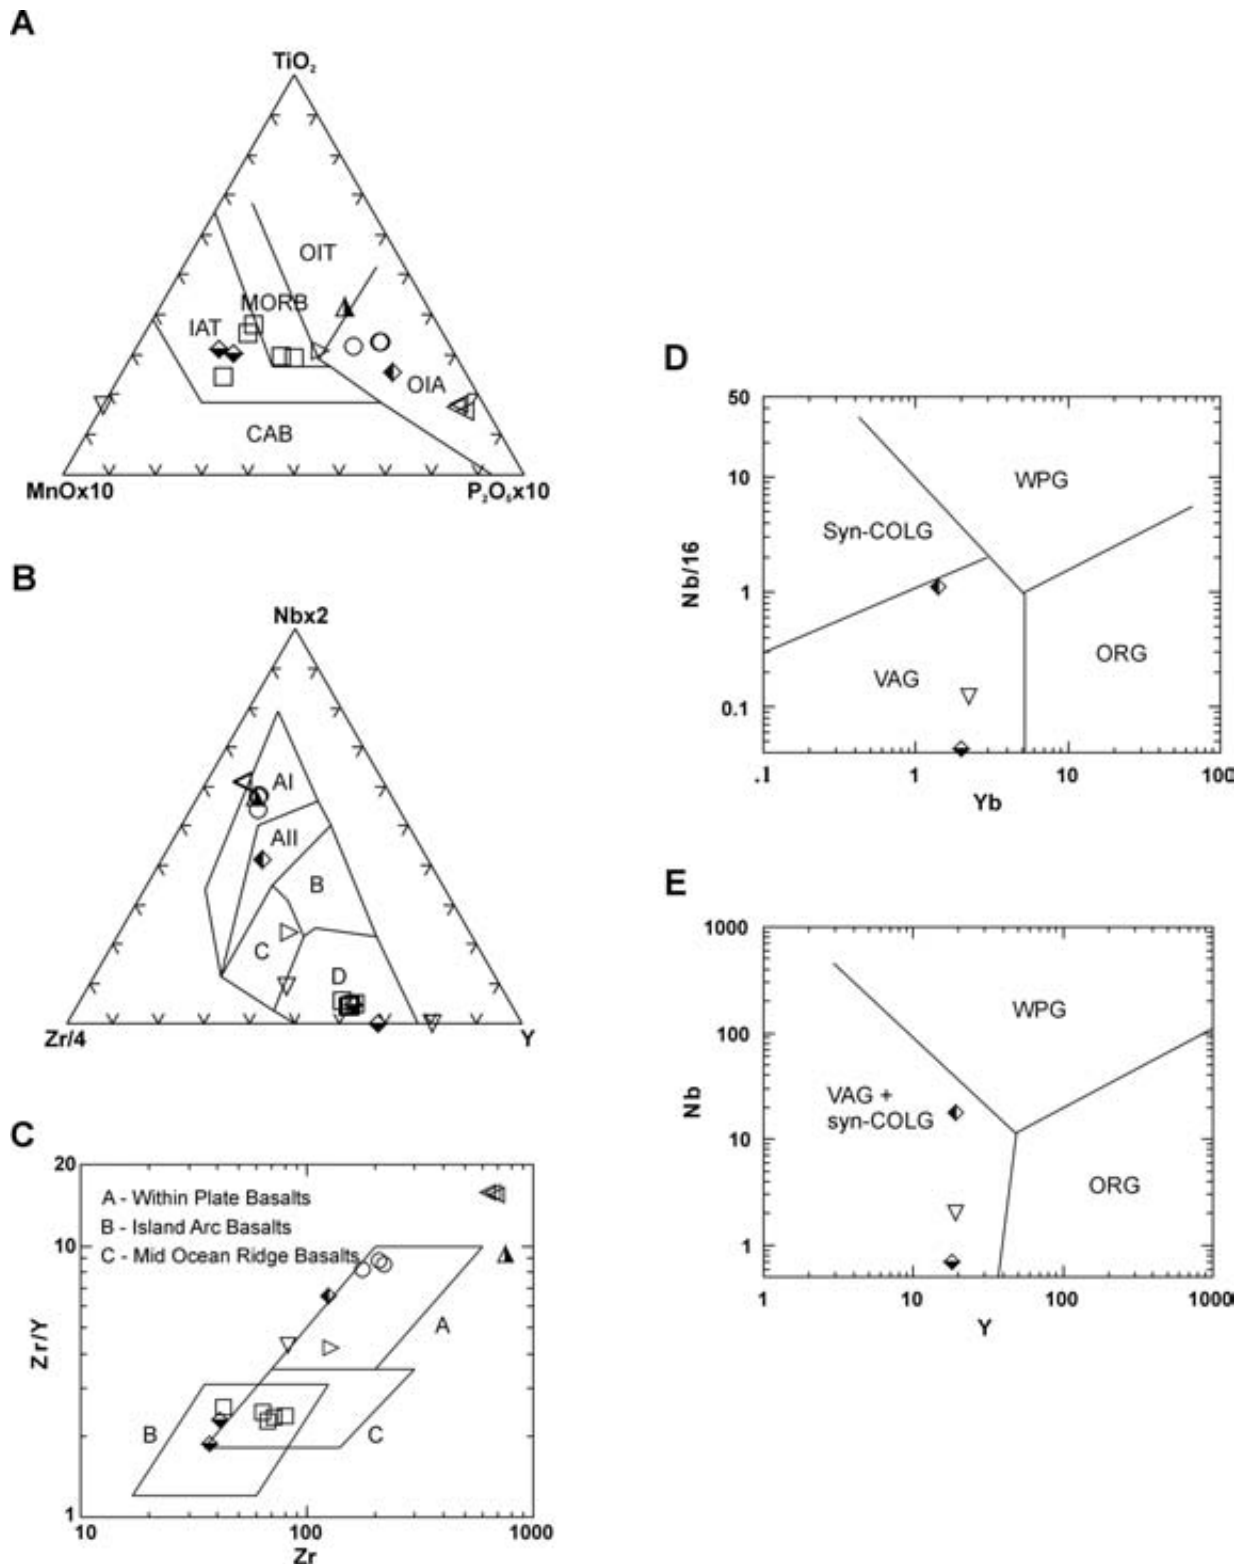 A
TiO₂
OIT
MORB
IAT
OIA
CAB
MnOx10
P₂O₅x10
B
Nbx2
AI
AII
B
C
D
Zr/4
Y
C
20
A - Within Plate Basalts
B - Island Arc Basalts
C - Mid Ocean Ridge Basalts
10
Zr/Y
A
B
C
1
10
100
1000
Zr
D
50
WPG
10
Syn-COLG
Nb/16
1
ORG
VAG
0.1
.1
1
10
100
Yb
E
1000
WPG
100
VAG +
syn-COLG
Nb
10
ORG
1
1
10
100
1000
Y